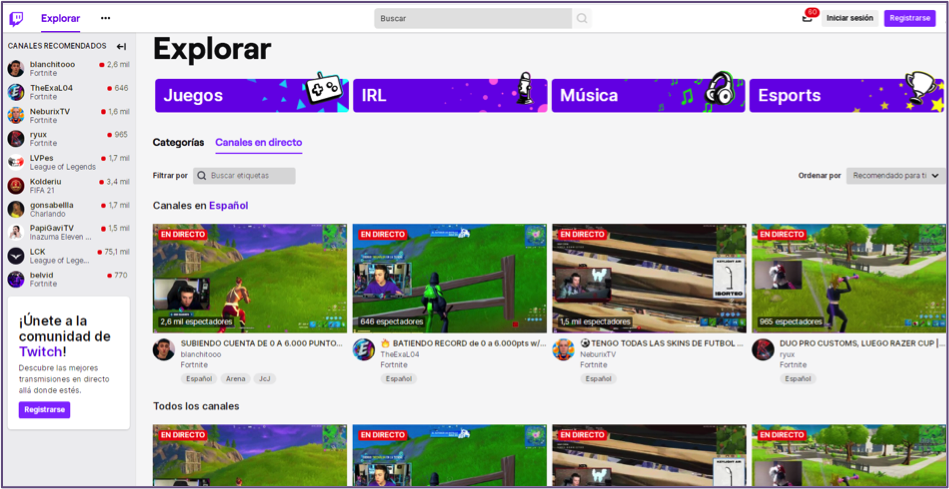 Explorar
Buscar
60
Iniciar sesión
Registrarse
CANALES RECOMENDADOS
blanchitooo
2,6 mil
Fortnite
TheExaL04
646
Fortnite
NeburixTV
1,6 mil
Fortnite
ryux
965
Fortnite
LVPes
1,7 mil
League of Legends
Kolderiu
3,4 mil
FIFA 21
gonsabellla
1,7 mil
Charlando
PapiGaviTV
1,5 mil
Inazuma Eleven ...
LCK
75,1 mil
League of Lege...
belvid
770
Fortnite
¡Únete a la
comunidad de
Twitch!
Descubre las mejores
transmisiones en directo
allá donde estés.
Registrarse
Explorar
Juegos
IRL
Música
Esports
Categorías
Canales en directo
Filtrar por
Buscar etiquetas
Ordenar por
Recomendado para ti
Canales en Español
EN DIRECTO
2,6 mil espectadores
SUBIENDO CUENTA DE 0 A 6.000 PUNTO...
blanchitooo
Fortnite
Español
Arena
JcJ
EN DIRECTO
646 espectadores
BATIENDO RECORD de 0 a 6.000pts w/...
TheExaL04
Fortnite
Español
EN DIRECTO
1,5 mil espectadores
TENGO TODAS LAS SKINS DE FUTBOL ...
NeburixTV
Fortnite
Español
EN DIRECTO
965 espectadores
DUO PRO CUSTOMS, LUEGO RAZER CUP |...
ryux
Fortnite
Español
Todos los canales
EN DIRECTO
EN DIRECTO
EN DIRECTO
EN DIRECTO